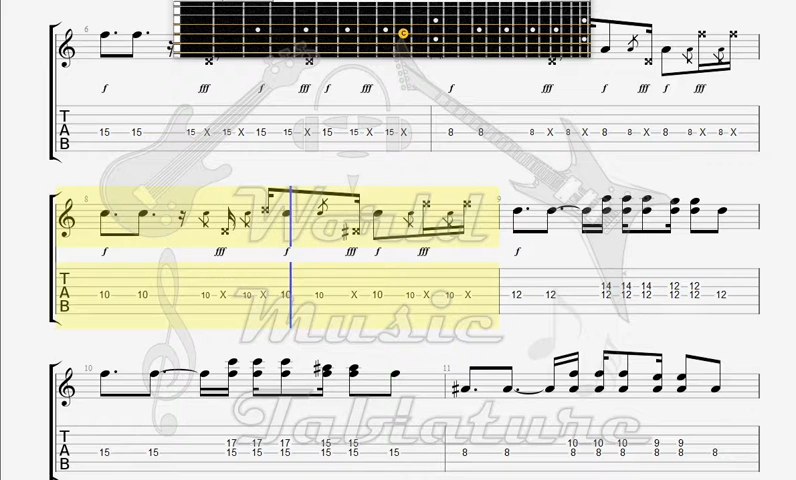 6
C
f fff f fff f fff f f fff f fff
TAB 15 15 15 X 15 X 15 15 X 15 15 X 15 X 8 8 8 X 8 X 8 8 X 8 8 X 8 X
8 9
World
f fff f fff f fff f
TAB 10 10 10 X 10 X 10 10 X 10 10 X 10 X 12 12 14 12 14 12 14 12 12 12 12 12 12
Music
10 11
Tablature
TAB 15 15 17 15 17 15 17 15 15 15 15 15 15 8 8 10 8 10 8 10 8 9 8 9 8 8